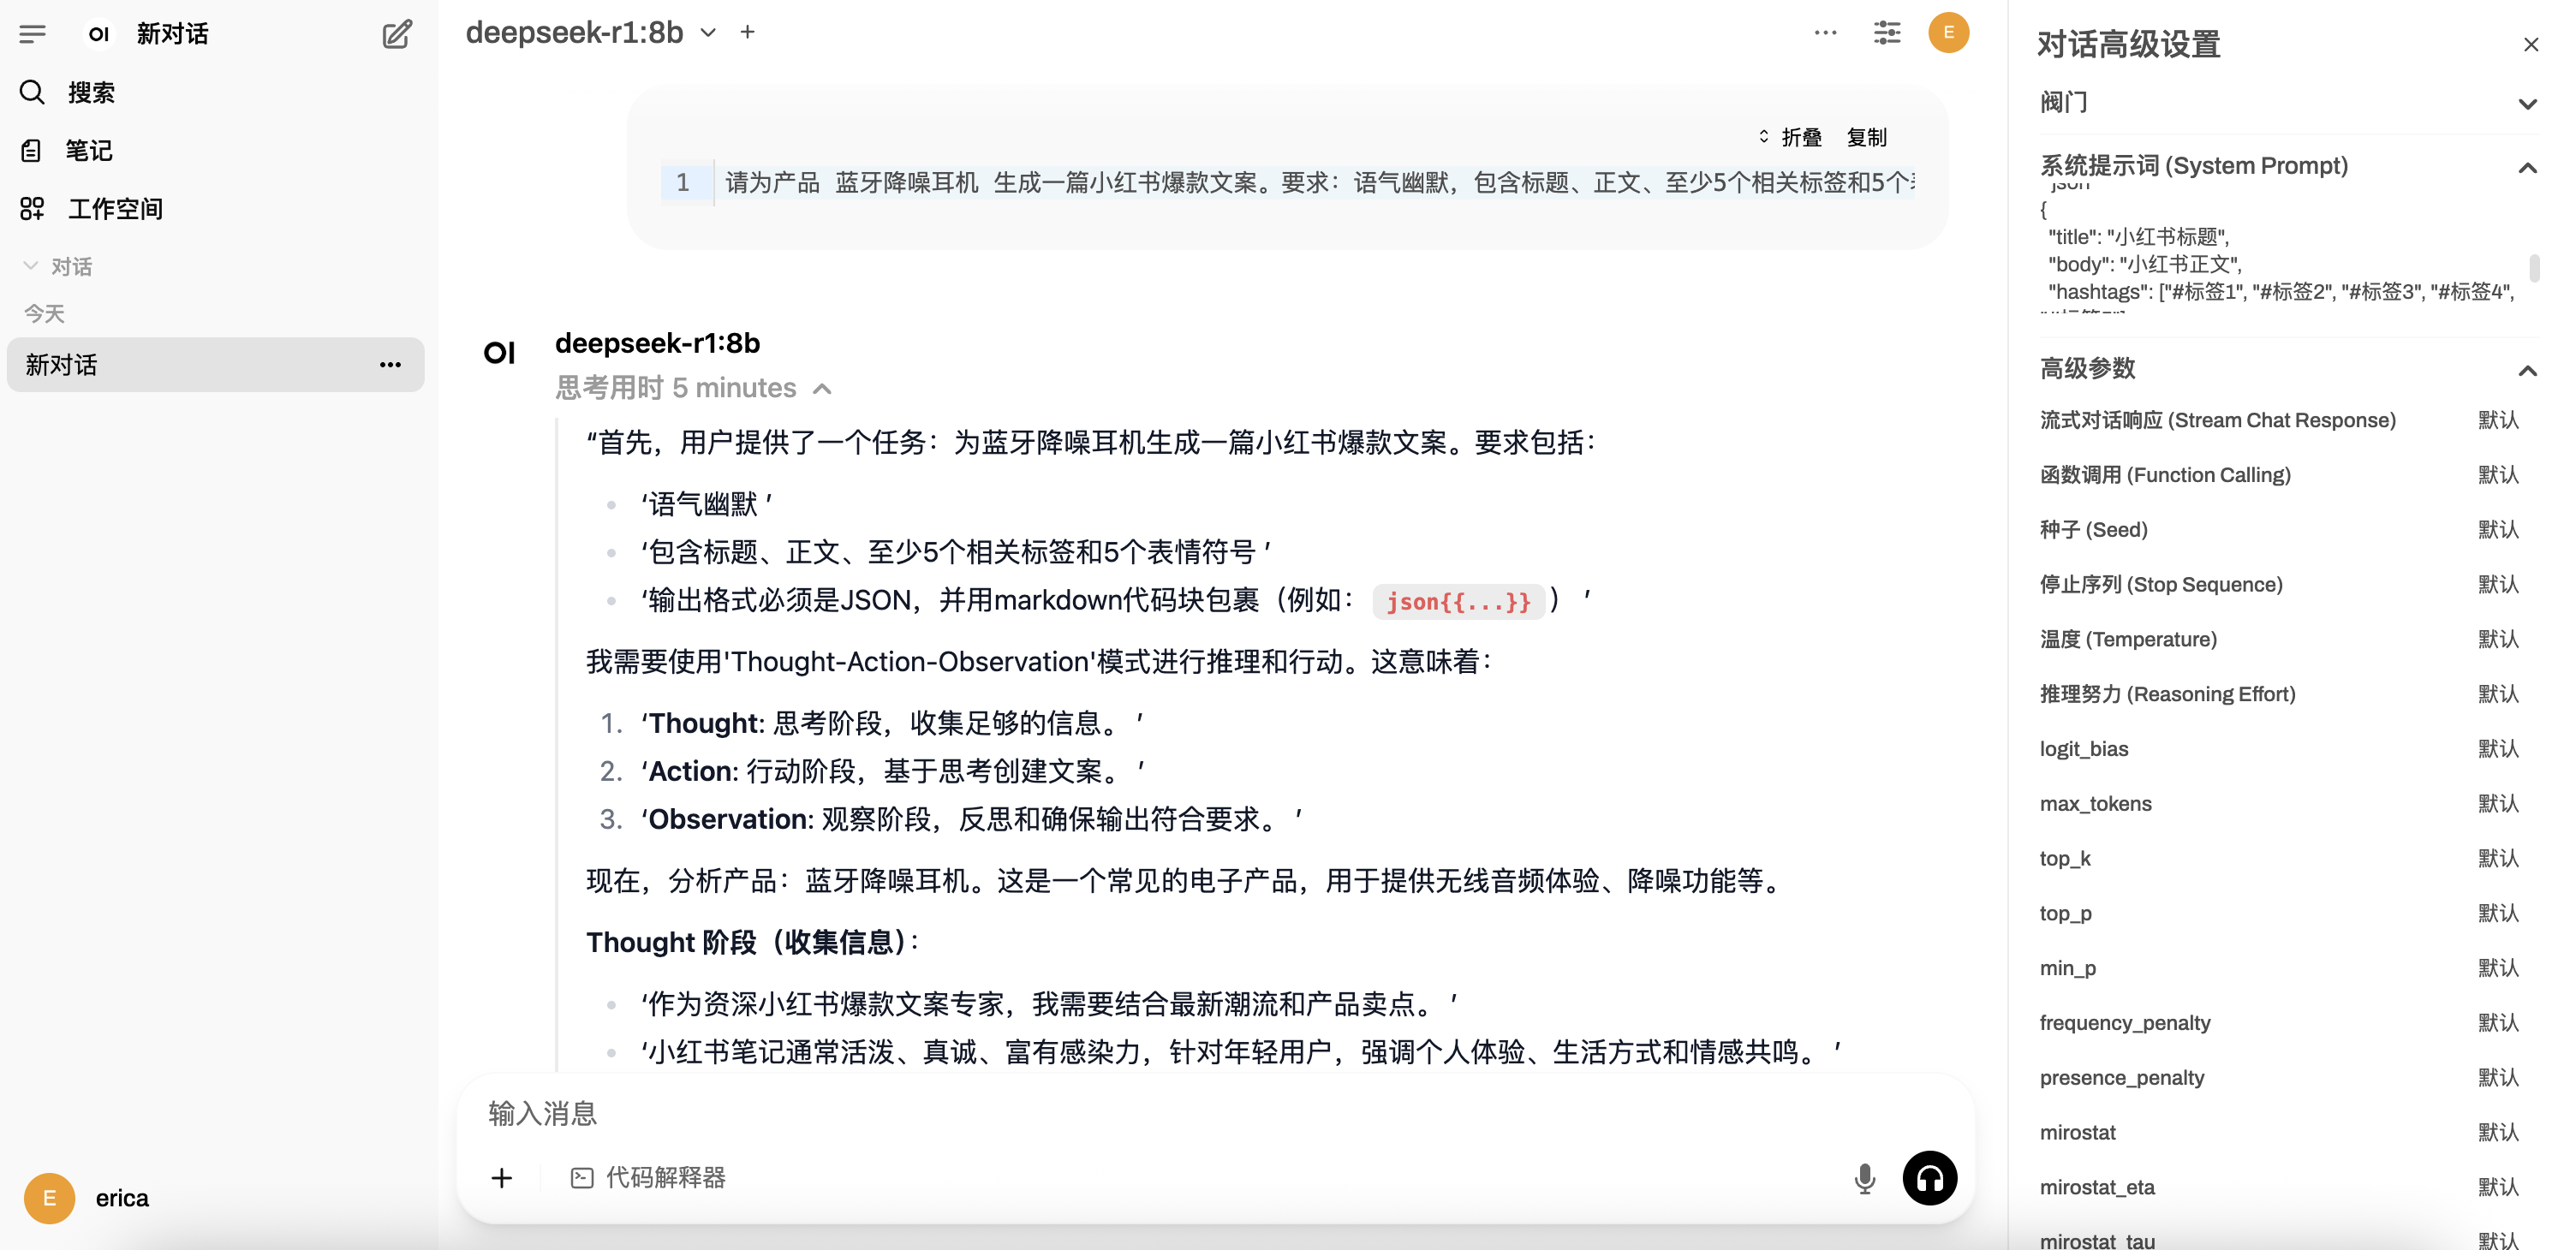 OI 新对话
搜索
笔记
工作空间
对话
今天
新对话
E erica
deepseek-r1:8b
E
折叠 复制
1 请为产品 蓝牙降噪耳机 生成一篇小红书爆款文案。要求：语气幽默，包含标题、正文、至少5个相关标签和5个
OI deepseek-r1:8b
思考用时 5 minutes
“首先，用户提供了一个任务：为蓝牙降噪耳机生成一篇小红书爆款文案。要求包括：
‘语气幽默 ’
‘包含标题、正文、至少5个相关标签和5个表情符号 ’
‘输出格式必须是JSON，并用markdown代码块包裹（例如： json{{...}} ） ’
我需要使用'Thought-Action-Observation'模式进行推理和行动。这意味着：
1. ‘Thought: 思考阶段，收集足够的信息。 ’
2. ‘Action: 行动阶段，基于思考创建文案。 ’
3. ‘Observation: 观察阶段，反思和确保输出符合要求。 ’
现在，分析产品：蓝牙降噪耳机。这是一个常见的电子产品，用于提供无线音频体验、降噪功能等。
Thought 阶段（收集信息）：
‘作为资深小红书爆款文案专家，我需要结合最新潮流和产品卖点。 ’
‘小红书笔记通常活泼、真诚、富有感染力，针对年轻用户，强调个人体验、生活方式和情感共鸣。 ’
输入消息
代码解释器
对话高级设置
阀门
系统提示词 (System Prompt)
json
{
"title": "小红书标题",
"body": "小红书正文",
"hashtags": ["#标签1", "#标签2", "#标签3", "#标签4",
高级参数
流式对话响应 (Stream Chat Response) 默认
函数调用 (Function Calling) 默认
种子 (Seed) 默认
停止序列 (Stop Sequence) 默认
温度 (Temperature) 默认
推理努力 (Reasoning Effort) 默认
logit_bias 默认
max_tokens 默认
top_k 默认
top_p 默认
min_p 默认
frequency_penalty 默认
presence_penalty 默认
mirostat 默认
mirostat_eta 默认
mirostat_tau 默认